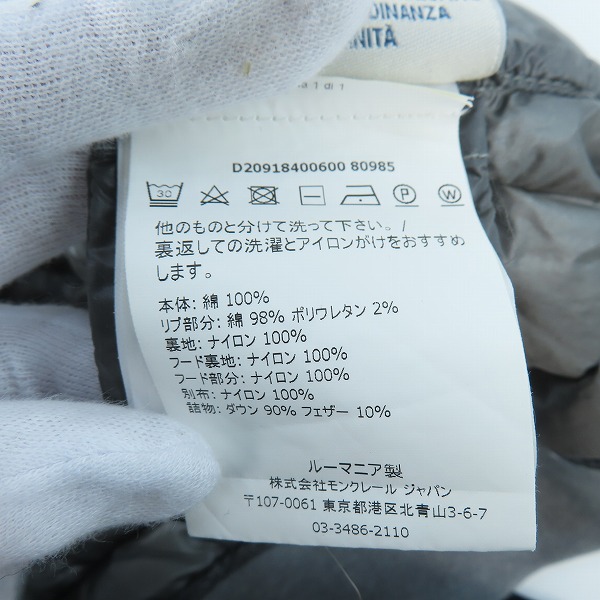 DINANZA
NITÀ
1 di 1
D20918400600 80985
30
P
W
他のものと分けて洗って下さい。/
裏返しての洗濯とアイロンがけをおすすめ
します。
本体: 綿 100%
リブ部分: 綿 98% ポリウレタン 2%
裏地: ナイロン 100%
フード裏地: ナイロン 100%
フード部分: ナイロン 100%
別布: ナイロン 100%
詰物: ダウン 90% フェザー 10%
ルーマニア製
株式会社モンクレール ジャパン
〒107-0061 東京都港区北青山3-6-7
03-3486-2110